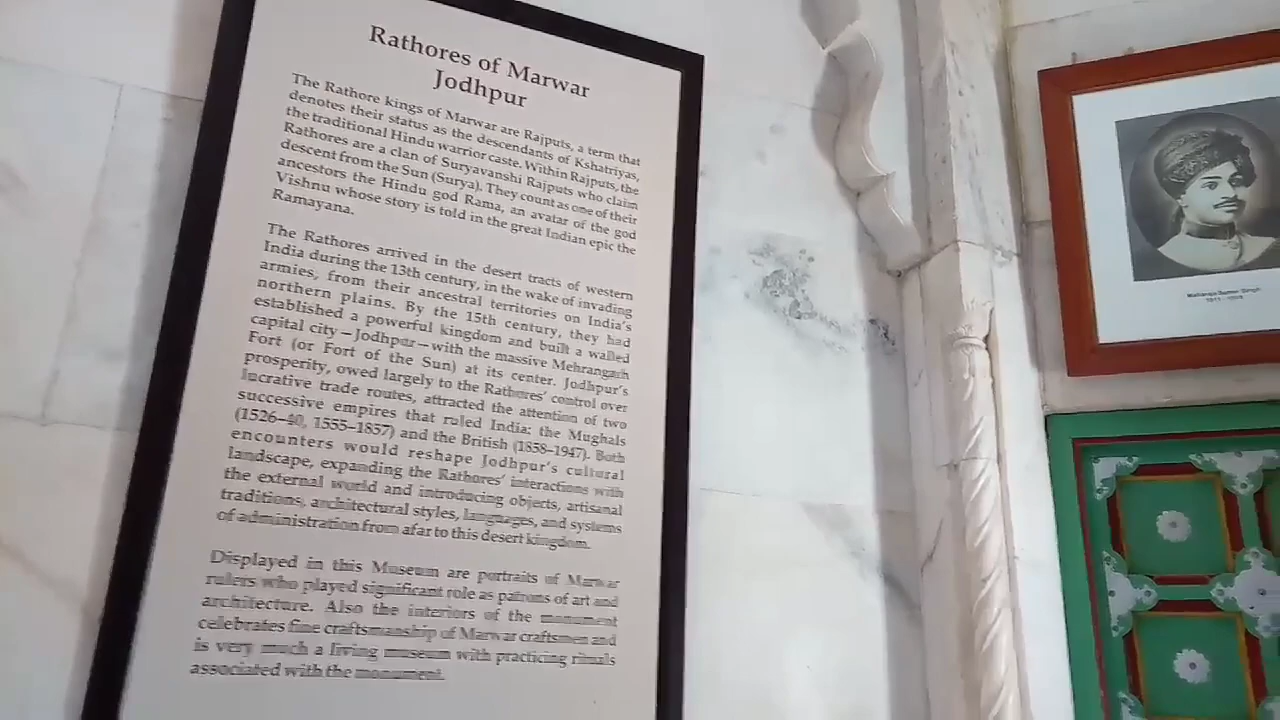 Rathores of Marwar
Jodhpur
The Rathore kings of Marwar are Rajputs, a term that
denotes their status as the descendants of Kshatriyas,
the traditional Hindu warrior caste. Within Rajputs, the
Rathores are a clan of Suryavanshi Rajputs who claim
descent from the Sun (Surya). They count as one of their
ancestors the Hindu god Rama, an avatar of the god
Vishnu whose story is told in the great Indian epic the
Ramayana.
The Rathores arrived in the desert tracts of western
India during the 13th century, in the wake of invading
armies, from their ancestral territories on India's
northern plains. By the 15th century, they had
established a powerful kingdom and built a walled
capital city – Jodhpur – with the massive Mehrangarh
Fort (or Fort of the Sun) at its center. Jodhpur's
prosperity, owed largely to the Rathores' control over
lucrative trade routes, attracted the attention of two
successive empires that ruled India: the Mughals
(1526–40, 1555–1857) and the British (1858–1947). Both
encounters would reshape Jodhpur's cultural
landscape, expanding the Rathores' interactions with
the external world and introducing objects, artisanal
traditions, architectural styles, languages, and systems
of administration from afar to this desert kingdom.
Displayed in this Museum are portraits of Marwar
rulers who played significant role as patrons of art and
architecture. Also the interiors of the monument
celebrates fine craftsmanship of Marwar craftsmen and
is very much a living museum with practicing rituals
associated with the monument.
Maharaja Sumer Singh